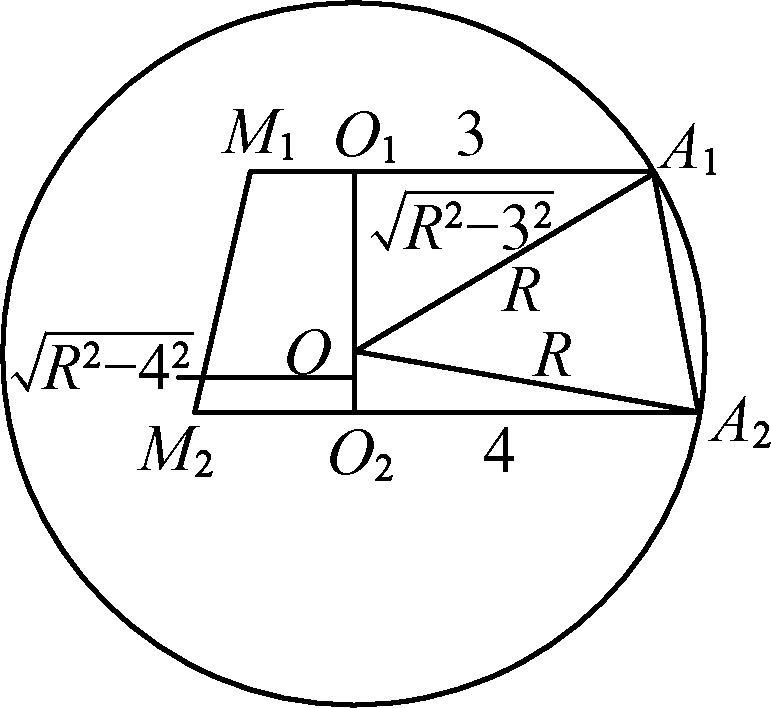 M₁ O₁ 3 A₁
√(R²−3²)
R
√(R²−4²) O R
M₂ O₂ 4 A₂